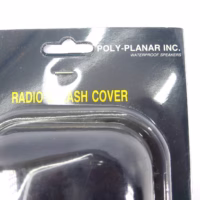 POLY-PLANAR INC.
WATERPROOF SPEAKERS
RADIO ASH COVER